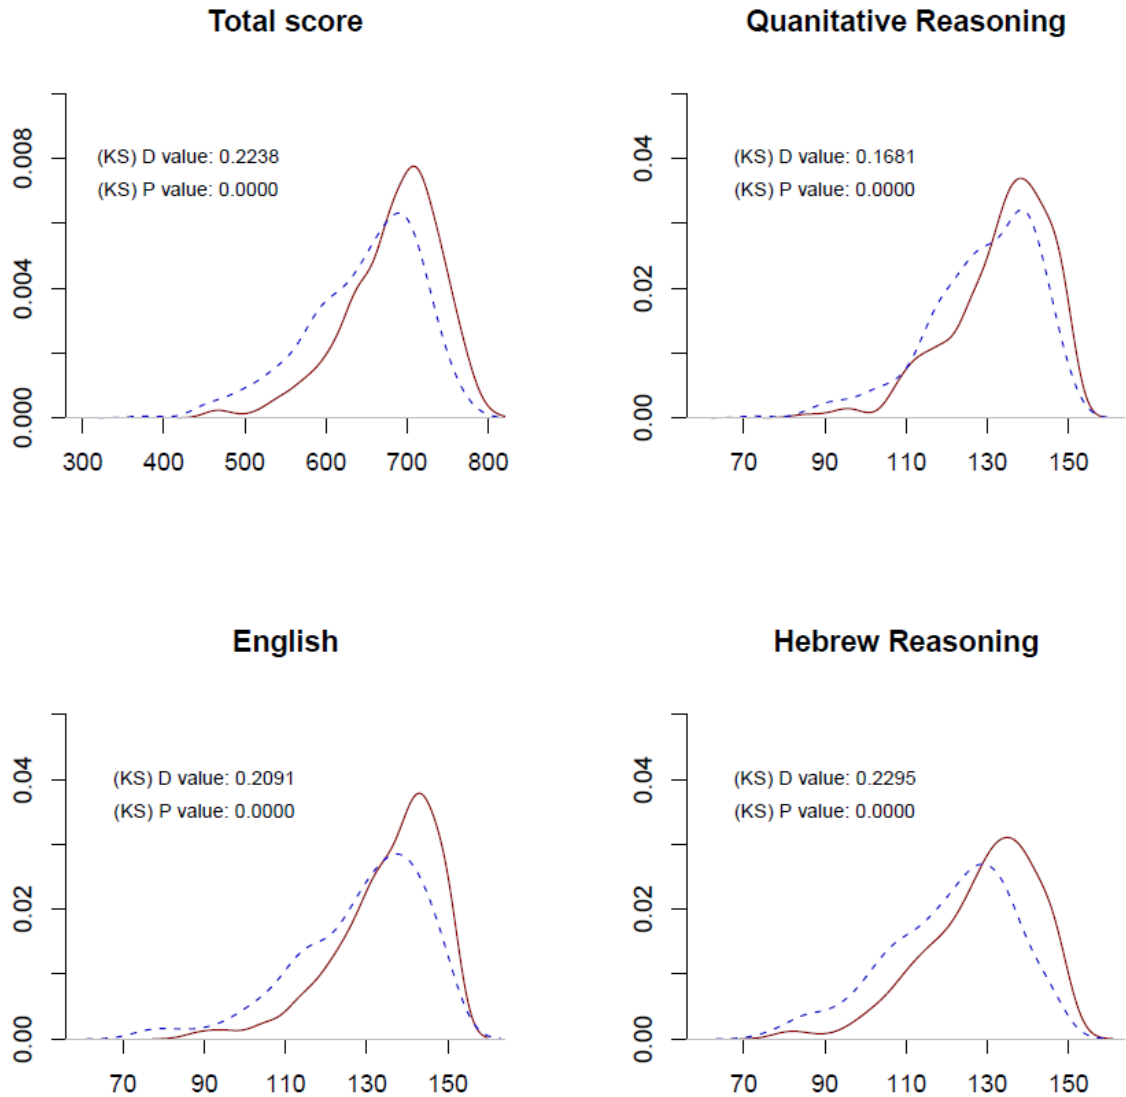 Total score
0.008
0.004
0.000
(KS) D value: 0.2238
(KS) P value: 0.0000
300 400 500 600 700 800
Quanitative Reasoning
0.04
0.02
0.00
(KS) D value: 0.1681
(KS) P value: 0.0000
70 90 110 130 150
English
0.04
0.02
0.00
(KS) D value: 0.2091
(KS) P value: 0.0000
70 90 110 130 150
Hebrew Reasoning
0.04
0.02
0.00
(KS) D value: 0.2295
(KS) P value: 0.0000
70 90 110 130 150